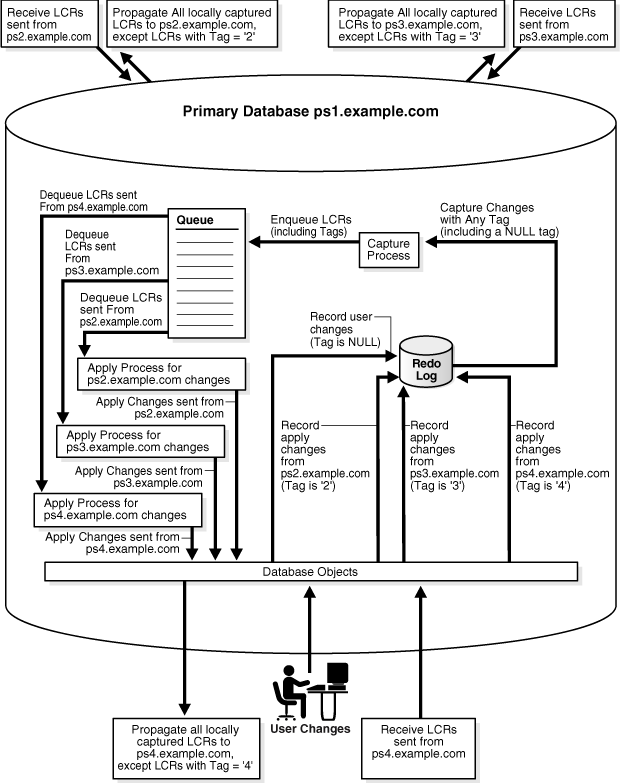 Receive LCRs
sent from
ps2.example.com
Propagate All locally captured
LCRs to ps2.example.com,
except LCRs with Tag = '2'
Propagate All locally captured
LCRs to ps3.example.com,
except LCRs with Tag = '3'
Receive LCRs
sent from
ps3.example.com
Primary Database ps1.example.com
Dequeue LCRs sent
From ps4.example.com
Dequeue
LCRs sent
From
ps3.example.com
Dequeue LCRs
sent From
ps2.example.com
Queue
Enqueue LCRs
(including Tags)
Capture
Process
Capture Changes
with Any Tag
(including a NULL tag)
Record user
changes
(Tag is NULL)
Redo
Log
Apply Process for
ps2.example.com changes
Apply Changes sent from
ps2.example.com
Apply Process for
ps3.example.com changes
Apply Changes sent from
ps3.example.com
Apply Process for
ps4.example.com changes
Apply Changes sent from
ps4.example.com
Record
apply
changes
from
ps2.example.com
(Tag is '2')
Record
apply
changes
from
ps3.example.com
(Tag is '3')
Record
apply
changes
from
ps4.example.com
(Tag is '4')
Database Objects
Propagate all locally
captured LCRs to
ps4.example.com,
except LCRs with Tag = '4'
User Changes
Receive LCRs
sent from
ps4.example.com